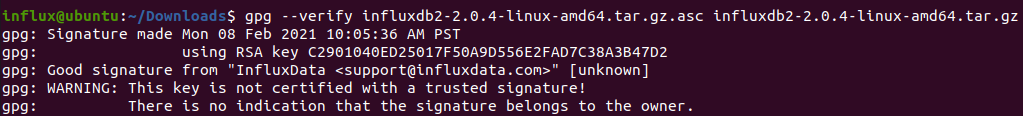 influx@ubuntu:~/Downloads$ gpg --verify influxdb2-2.0.4-linux-amd64.tar.gz.asc influxdb2-2.0.4-linux-amd64.tar.gz
gpg: Signature made Mon 08 Feb 2021 10:05:36 AM PST
gpg:                using RSA key C2901040ED25017F50A9D556E2FAD7C38A3B47D2
gpg: Good signature from "InfluxData <support@influxdata.com>" [unknown]
gpg: WARNING: This key is not certified with a trusted signature!
gpg:          There is no indication that the signature belongs to the owner.